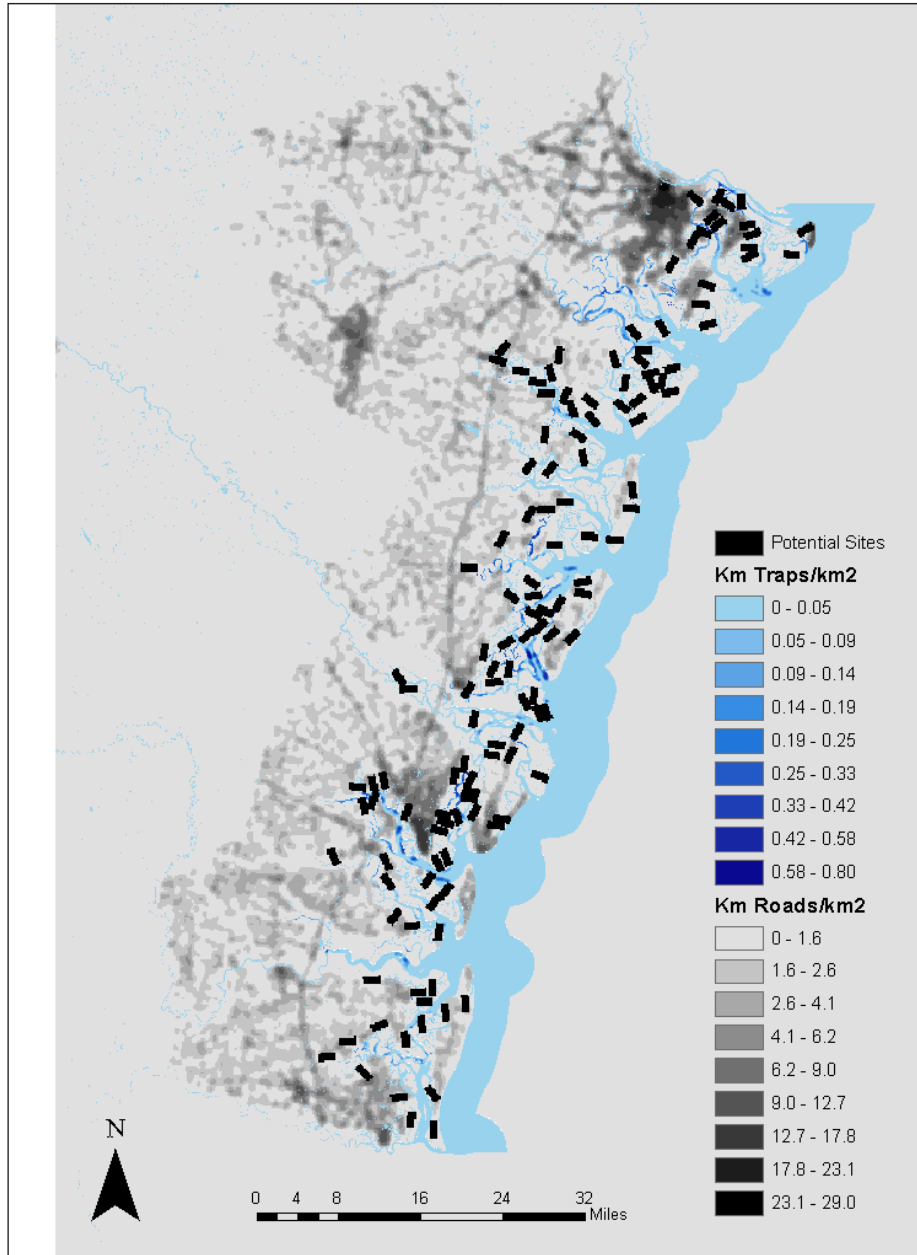 Potential Sites
Km Traps/km2
0 - 0.05
0.05 - 0.09
0.09 - 0.14
0.14 - 0.19
0.19 - 0.25
0.25 - 0.33
0.33 - 0.42
0.42 - 0.58
0.58 - 0.80
Km Roads/km2
0 - 1.6
1.6 - 2.6
2.6 - 4.1
4.1 - 6.2
6.2 - 9.0
9.0 - 12.7
12.7 - 17.8
17.8 - 23.1
23.1 - 29.0
N
0 4 8 16 24 32
Miles